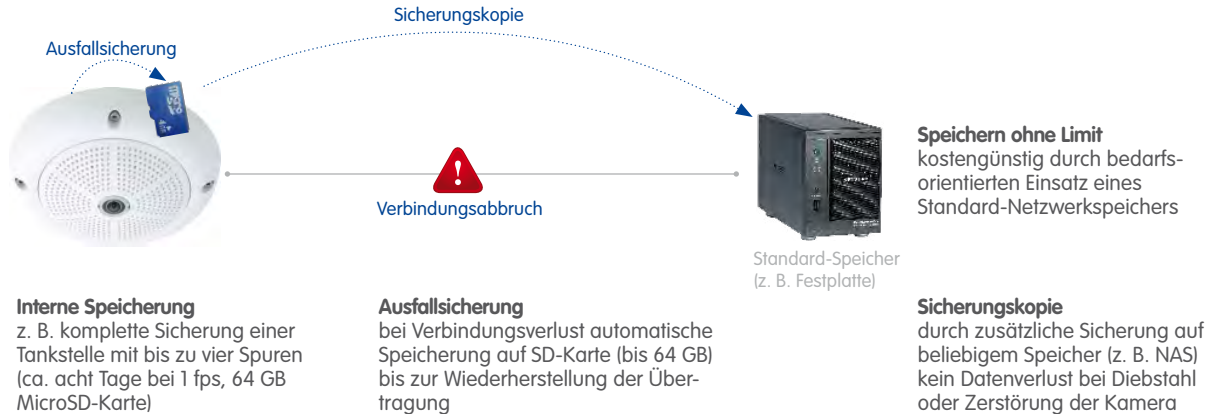 Sicherungskopie
Ausfallsicherung
Verbindungsabbruch
Speichern ohne Limit
kostengünstig durch bedarfs-
orientierten Einsatz eines
Standard-Netzwerkspeichers
Standard-Speicher
(z. B. Festplatte)
Interne Speicherung
z. B. komplette Sicherung einer
Tankstelle mit bis zu vier Spuren
(ca. acht Tage bei 1 fps, 64 GB
MicroSD-Karte)
Ausfallsicherung
bei Verbindungsverlust automatische
Speicherung auf SD-Karte (bis 64 GB)
bis zur Wiederherstellung der Über-
tragung
Sicherungskopie
durch zusätzliche Sicherung auf
beliebigem Speicher (z. B. NAS)
kein Datenverlust bei Diebstahl
oder Zerstörung der Kamera